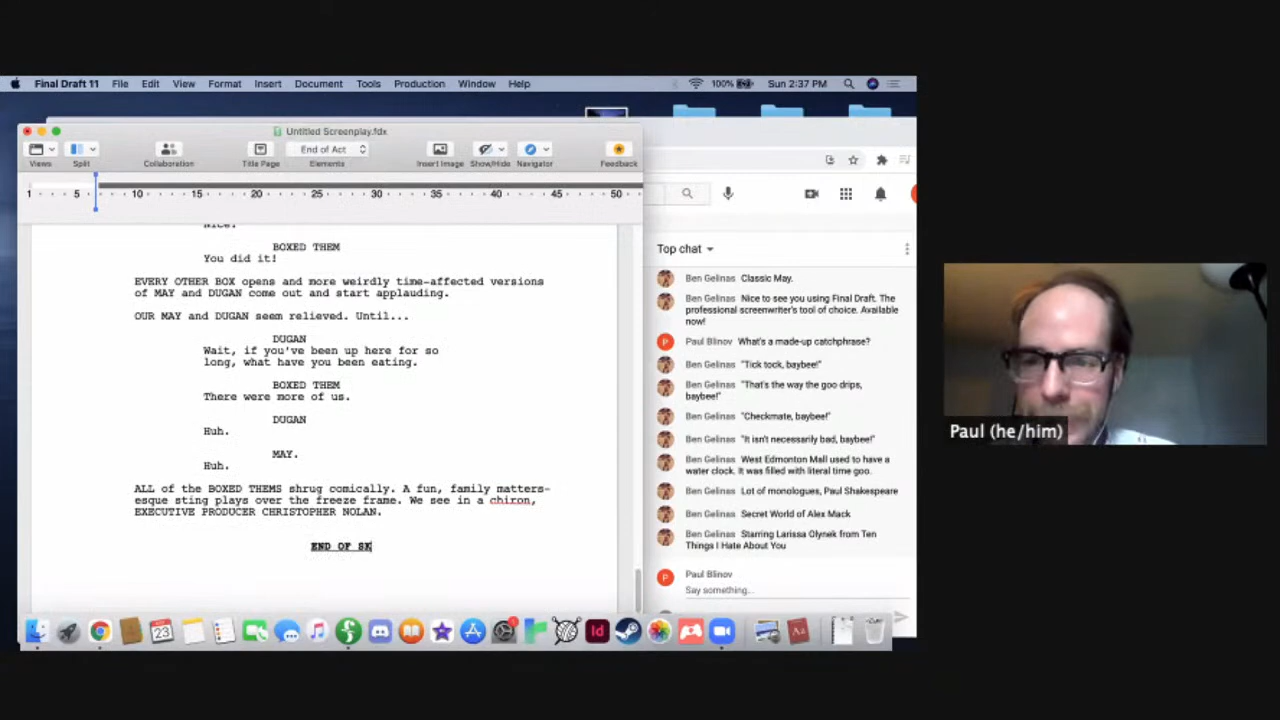 Final Draft 11 File Edit View Format Insert Document Tools Production Window Help 100% Sun 2:37 PM
Untitled Screenplay.fdx
End of Act
Views Split Collaboration Title Page Elements Insert Image Show/Hide Navigator Feedback
1 5 10 15 20 25 30 35 40 45 50
Nice.
BOXED THEM
You did it!
EVERY OTHER BOX opens and more weirdly time-affected versions
of MAY and DUGAN come out and start applauding.
OUR MAY and DUGAN seem relieved. Until...
DUGAN
Wait, if you've been up here for so
long, what have you been eating.
BOXED THEM
There were more of us.
DUGAN
Huh.
MAY.
Huh.
ALL of the BOXED THEMS shrug comically. A fun, family matters-
esque sting plays over the freeze frame. We see in a chiron,
EXECUTIVE PRODUCER CHRISTOPHER NOLAN.
END OF SK
Top chat
Ben Gelinas Classic May.
Ben Gelinas Nice to see you using Final Draft. The
professional screenwriter's tool of choice. Available
now!
Paul Blinov What's a made-up catchphrase?
Ben Gelinas "Tick tock, baybee!"
Ben Gelinas "That's the way the goo drips,
baybee!"
Ben Gelinas "Checkmate, baybee!"
Ben Gelinas "It isn't necessarily bad, baybee!"
Ben Gelinas West Edmonton Mall used to have a
water clock. It was filled with literal time goo.
Ben Gelinas Lot of monologues, Paul Shakespeare
Ben Gelinas Secret World of Alex Mack
Ben Gelinas Starring Larissa Olynek from Ten
Things I Hate About You
P Paul Blinov
Say something...
23
Id
Aa
Paul (he/him)